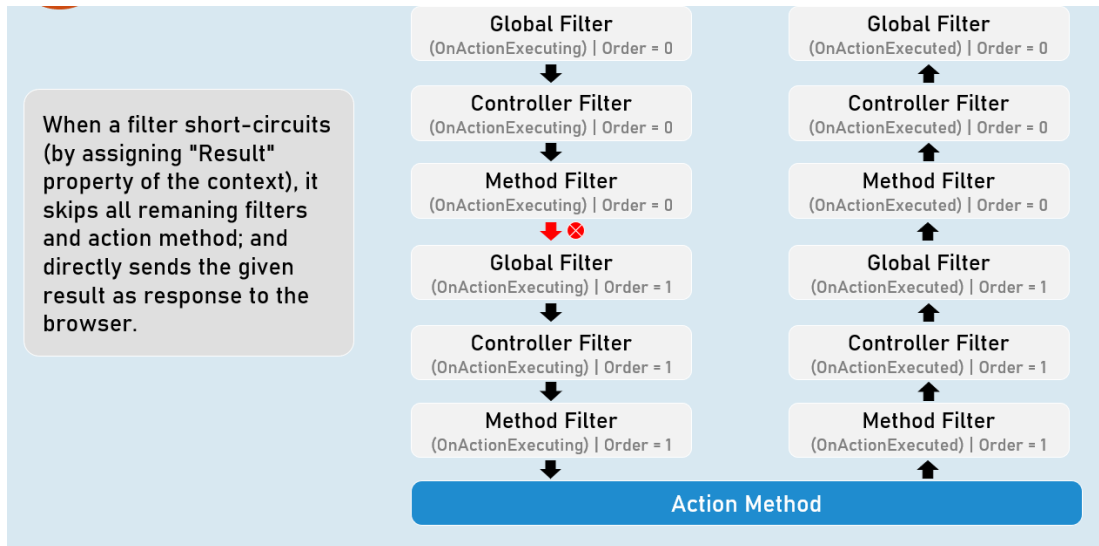 Global Filter
(OnActionExecuting) | Order = 0
Controller Filter
(OnActionExecuting) | Order = 0
Method Filter
(OnActionExecuting) | Order = 0
Global Filter
(OnActionExecuting) | Order = 1
Controller Filter
(OnActionExecuting) | Order = 1
Method Filter
(OnActionExecuting) | Order = 1
Global Filter
(OnActionExecuted) | Order = 0
Controller Filter
(OnActionExecuted) | Order = 0
Method Filter
(OnActionExecuted) | Order = 0
Global Filter
(OnActionExecuted) | Order = 1
Controller Filter
(OnActionExecuted) | Order = 1
Method Filter
(OnActionExecuted) | Order = 1
Action Method
When a filter short-circuits
(by assigning "Result"
property of the context), it
skips all remaning filters
and action method; and
directly sends the given
result as response to the
browser.